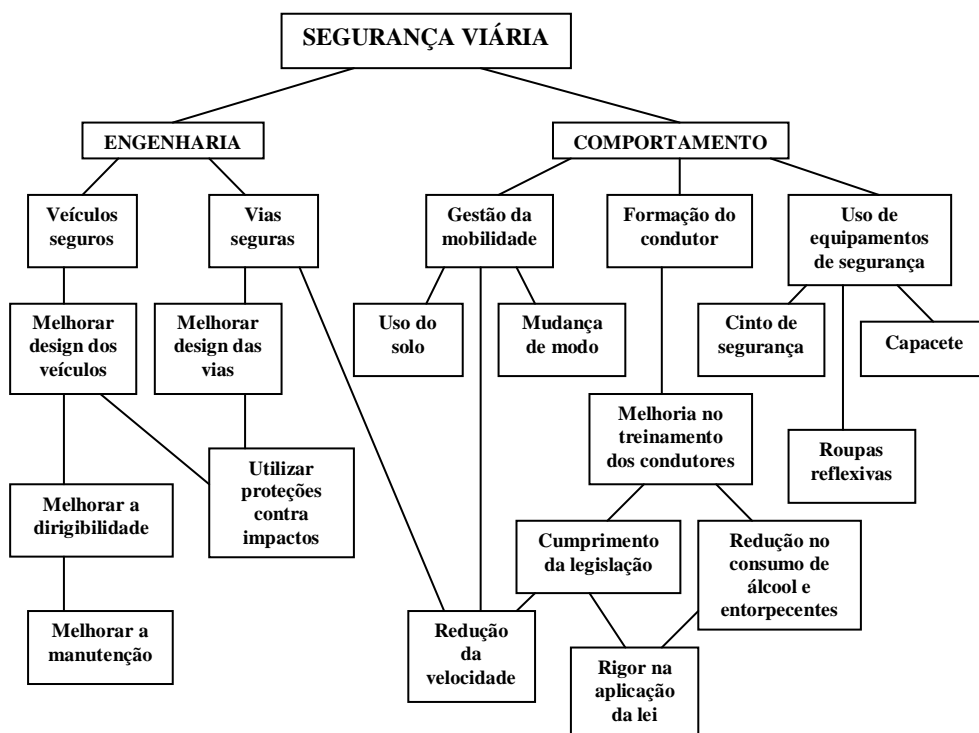 SEGURANÇA VIÁRIA
ENGENHARIA
COMPORTAMENTO
Veículos
seguros
Vias
seguras
Gestão da
mobilidade
Formação do
condutor
Uso de
equipamentos
de segurança
Melhorar
design dos
veículos
Melhorar
design das
vias
Uso do
solo
Mudança
de modo
Cinto de
segurança
Capacete
Melhoria no
treinamento
dos condutores
Roupas
reflexivas
Utilizar
proteções
contra
impactos
Melhorar a
dirigibilidade
Cumprimento
da legislação
Redução no
consumo de
álcool e
entorpecentes
Melhorar a
manutenção
Redução
da
velocidade
Rigor na
aplicação
da lei